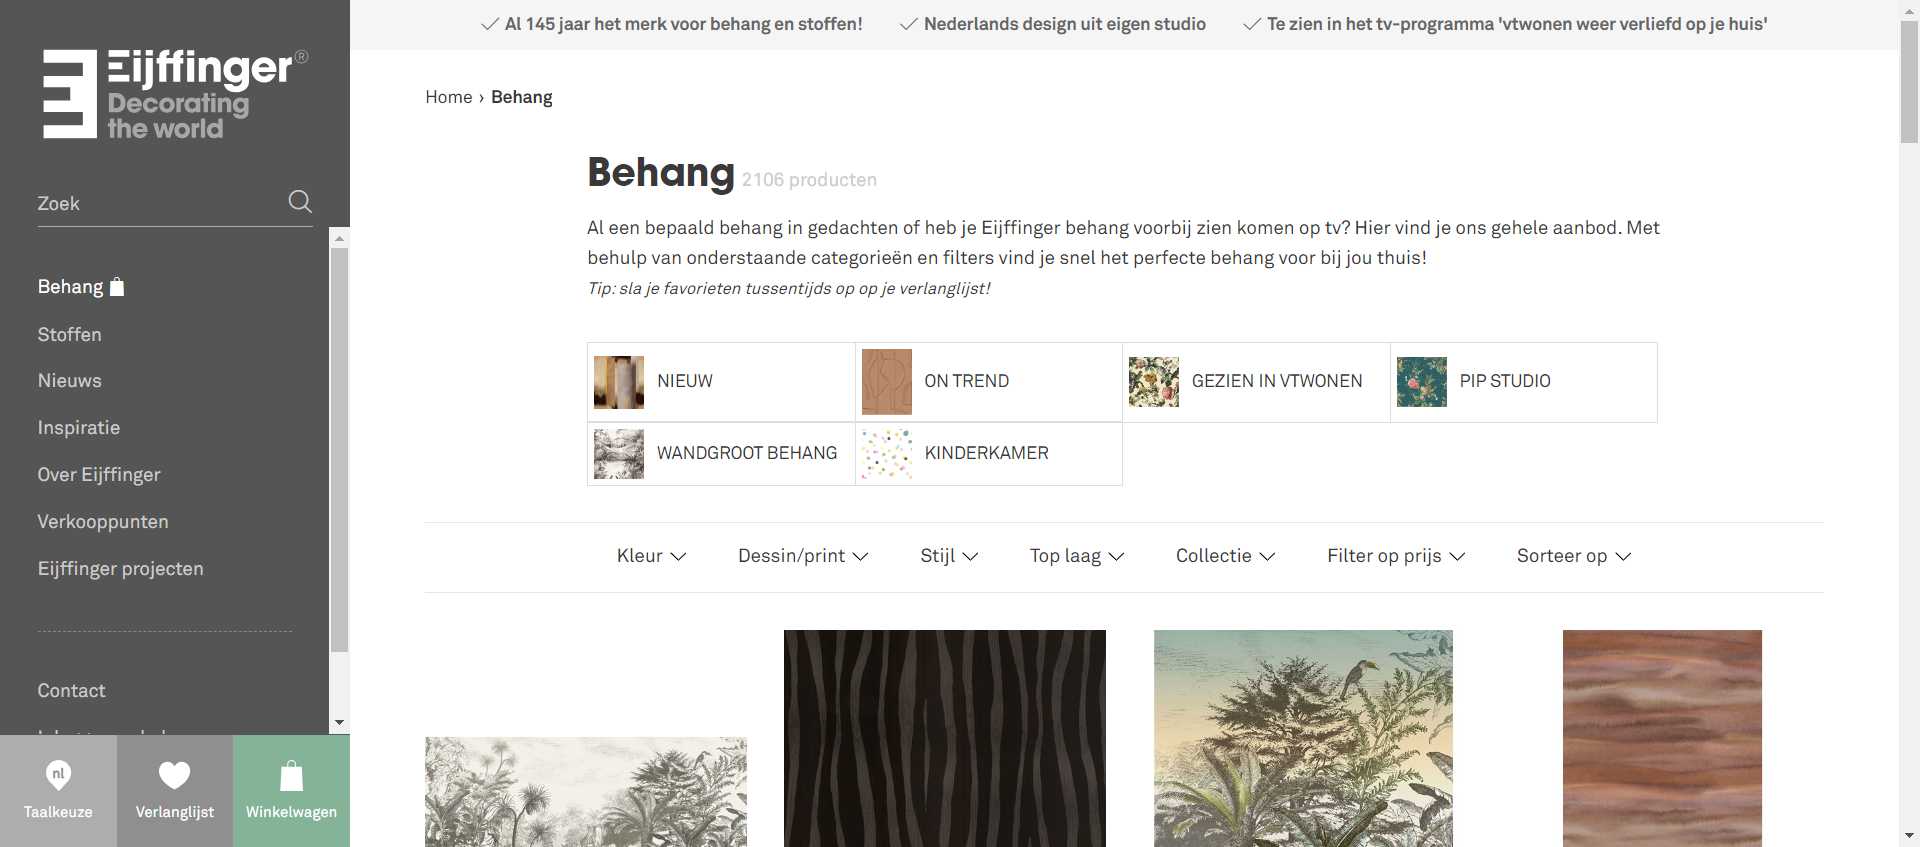 Al 145 jaar het merk voor behang en stoffen!
Nederlands design uit eigen studio
Te zien in het tv-programma 'vtwonen weer verliefd op je huis'
Eijffinger®
Decorating
the world
Zoek
Behang
Stoffen
Nieuws
Inspiratie
Over Eijffinger
Verkooppunten
Eijffinger projecten
Contact
nl
Taalkeuze
Verlanglijst
Winkelwagen
Home › Behang
Behang 2106 producten
Al een bepaald behang in gedachten of heb je Eijffinger behang voorbij zien komen op tv? Hier vind je ons gehele aanbod. Met
behulp van onderstaande categorieën en filters vind je snel het perfecte behang voor bij jou thuis!
Tip: sla je favorieten tussentijds op op je verlanglijst!
NIEUW
ON TREND
GEZIEN IN VTWONEN
PIP STUDIO
WANDGROOT BEHANG
KINDERKAMER
Kleur
Dessin/print
Stijl
Top laag
Collectie
Filter op prijs
Sorteer op